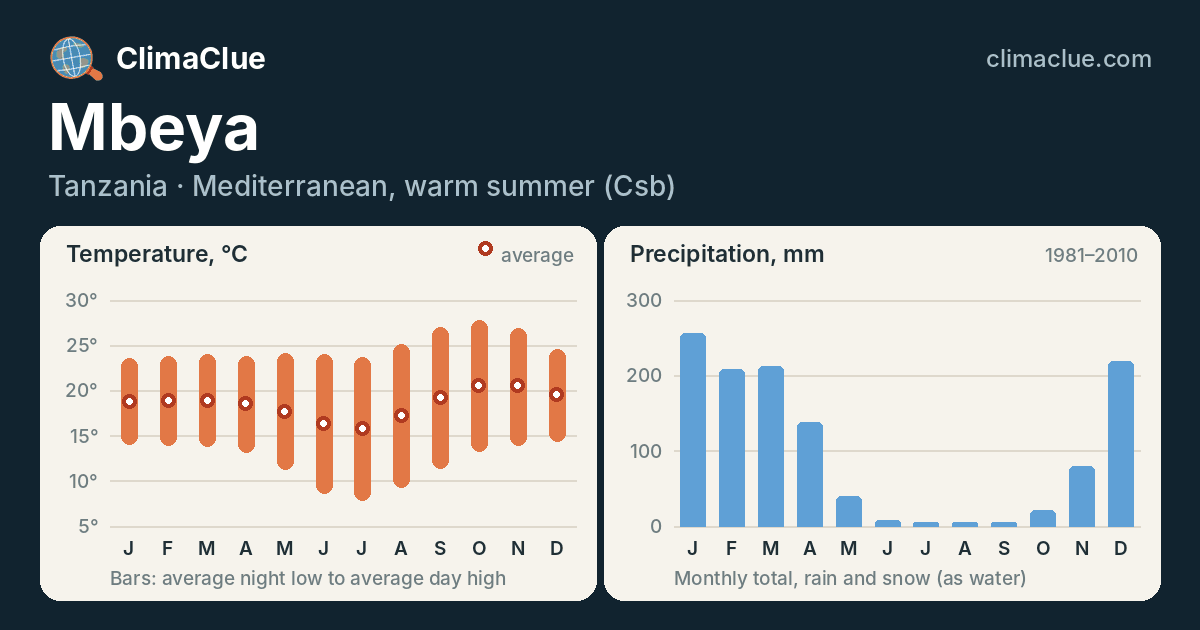 ClimaClue
climaclue.com
Mbeya
Tanzania · Mediterranean, warm summer (Csb)
Temperature, °C
average
30°
25°
20°
15°
10°
5°
J F M A M J J A S O N D
Bars: average night low to average day high
Precipitation, mm
1981–2010
300
200
100
0
J F M A M J J A S O N D
Monthly total, rain and snow (as water)